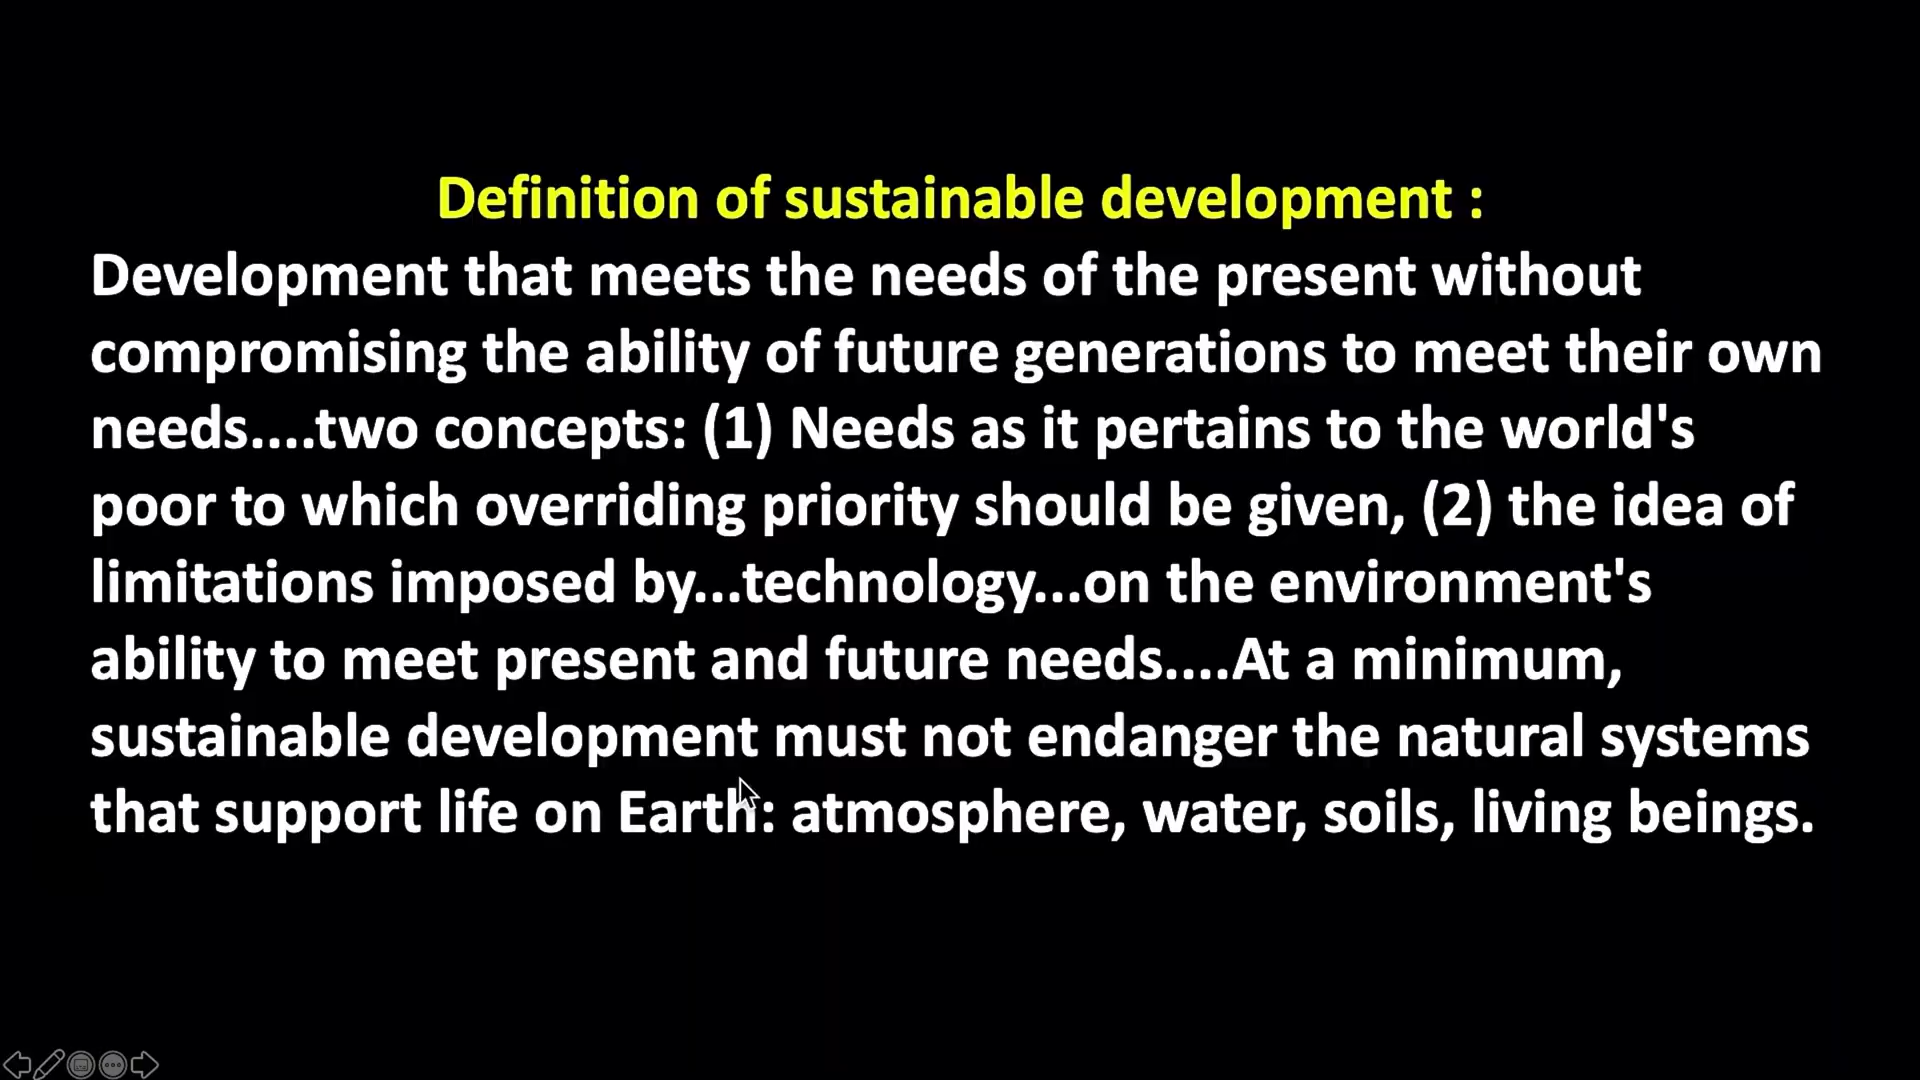 Definition of sustainable development :
Development that meets the needs of the present without
compromising the ability of future generations to meet their own
needs....two concepts: (1) Needs as it pertains to the world's
poor to which overriding priority should be given, (2) the idea of
limitations imposed by...technology...on the environment's
ability to meet present and future needs....At a minimum,
sustainable development must not endanger the natural systems
that support life on Earth: atmosphere, water, soils, living beings.